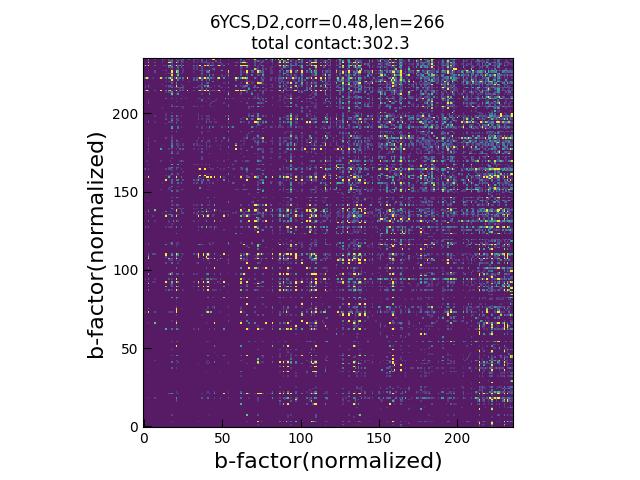 6YCS,D2,corr=0.48,len=266
total contact:302.3
b-factor(normalized)
200
150
100
50
0
0 50 100 150 200
b-factor(normalized)